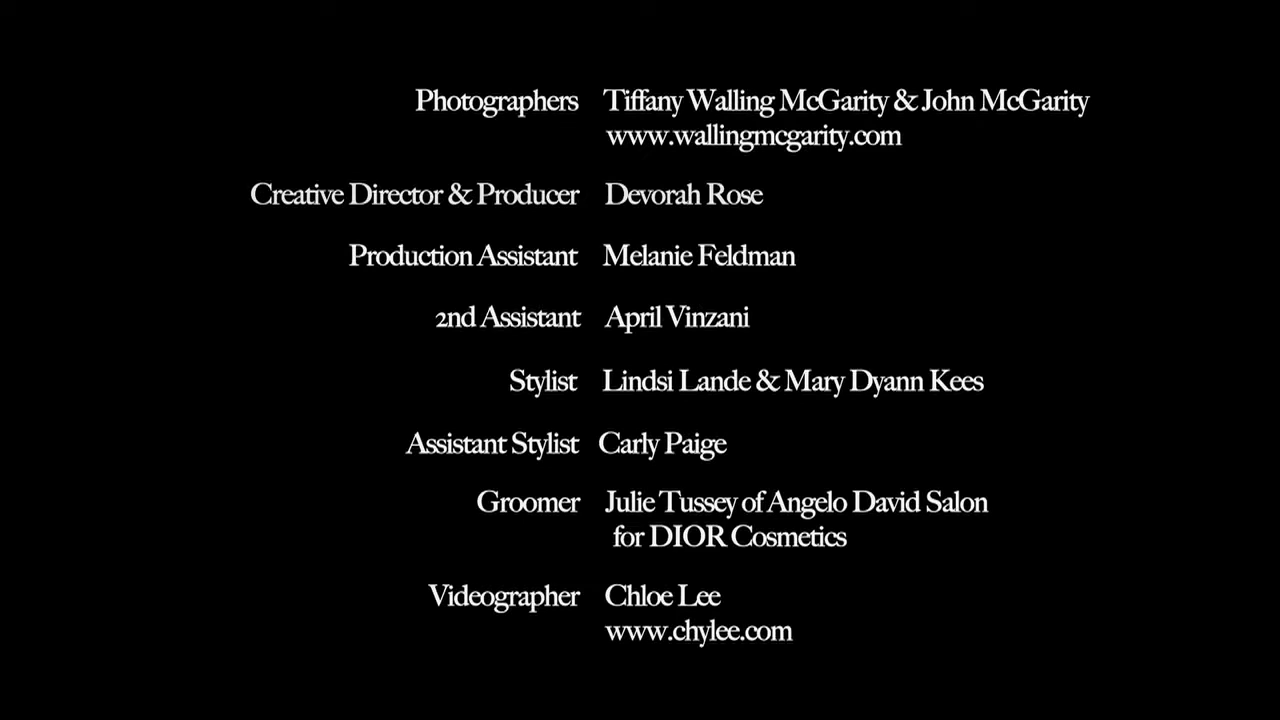 Photographers Tiffany Walling McGarity & John McGarity
www.wallingmcgarity.com
Creative Director & Producer Devorah Rose
Production Assistant Melanie Feldman
2nd Assistant April Vinzani
Stylist Lindsi Lande & Mary Dyann Kees
Assistant Stylist Carly Paige
Groomer Julie Tussey of Angelo David Salon
for DIOR Cosmetics
Videographer Chloe Lee
www.chylee.com